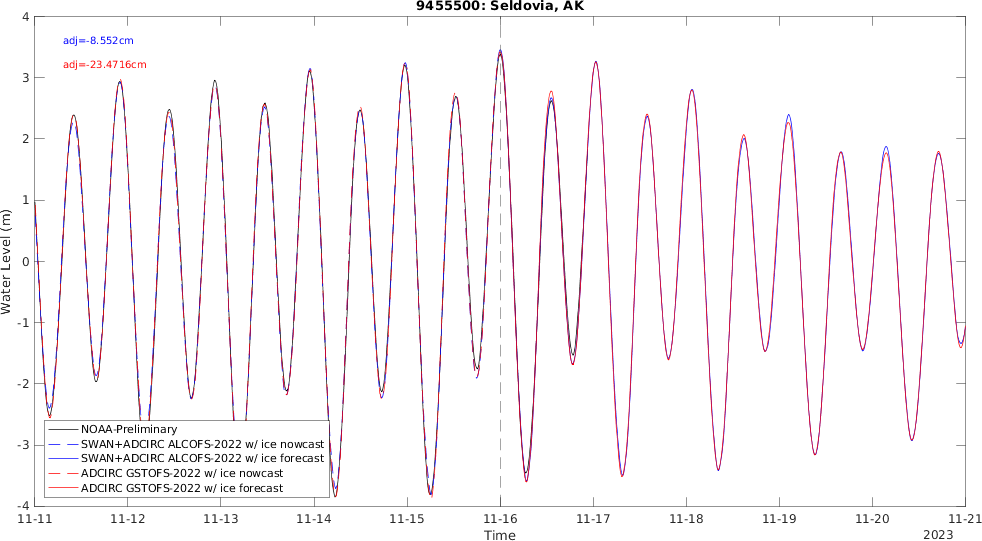 9455500: Seldovia, AK
adj=-8.552cm
adj=-23.4716cm
Water Level (m)
4
3
2
1
0
-1
-2
-3
-4
NOAA-Preliminary
SWAN+ADCIRC ALCOFS-2022 w/ ice nowcast
SWAN+ADCIRC ALCOFS-2022 w/ ice forecast
ADCIRC GSTOFS-2022 w/ ice nowcast
ADCIRC GSTOFS-2022 w/ ice forecast
11-11 11-12 11-13 11-14 11-15 11-16 11-17 11-18 11-19 11-20 11-21
Time
2023